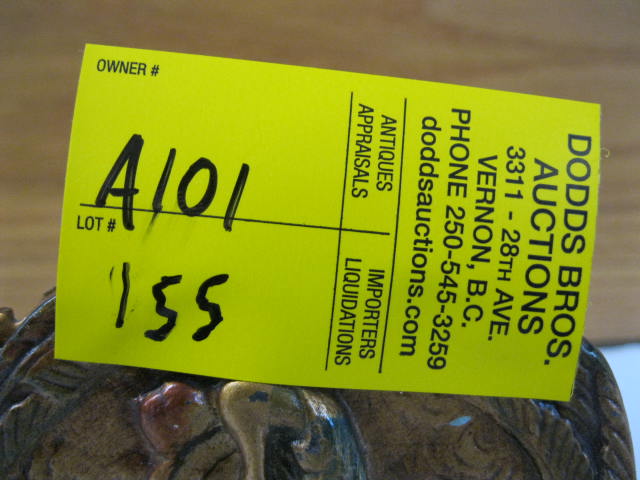 OWNER #
A101
LOT #
155
ANTIQUES
APPRAISALS
IMPORTERS
LIQUIDATIONS
DODDS BROS.
AUCTIONS
3311 - 28TH AVE.
VERNON, B.C.
PHONE 250-545-3259
doddsauctions.com